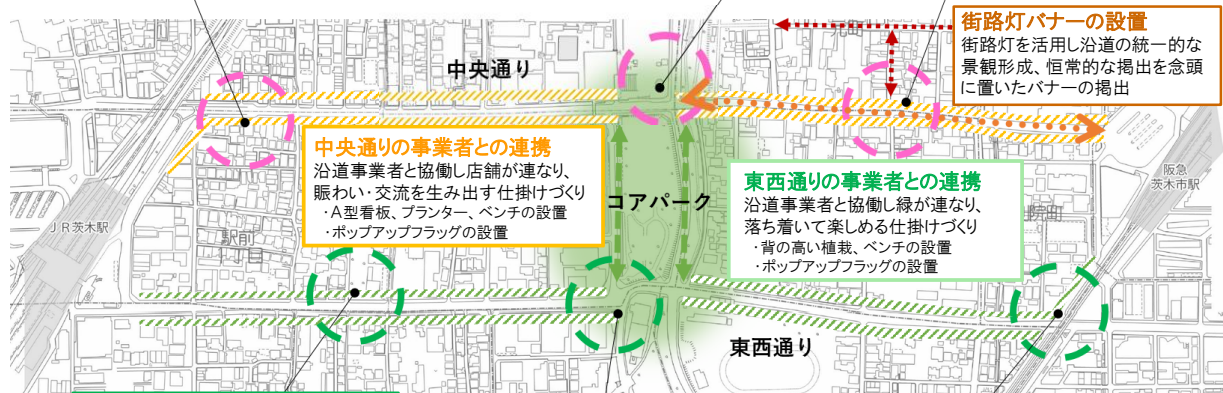 街路灯バナーの設置
街路灯を活用し沿道の統一的な
景観形成、恒常的な掲出を念頭
に置いたバナーの掲出
元町
中央通り
中央通りの事業者との連携
沿道事業者と協働し店舗が連なり、
賑わい・交流を生み出す仕掛けづくり
・A型看板、プランター、ベンチの設置
・ポップアップフラッグの設置
コアパーク
東西通りの事業者との連携
沿道事業者と協働し緑が連なり、
落ち着いて楽しめる仕掛けづくり
・背の高い植栽、ベンチの設置
・ポップアップフラッグの設置
阪急
茨木市駅
ＪＲ茨木駅
駅前
院町
東西通り